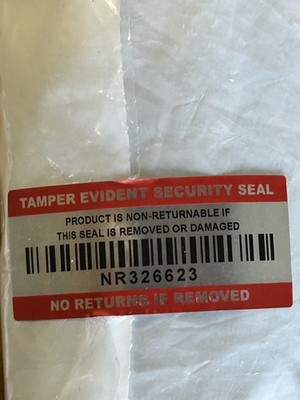 TAMPER EVIDENT SECURITY SEAL
PRODUCT IS NON-RETURNABLE IF
THIS SEAL IS REMOVED OR DAMAGED
NR326623
NO RETURNS IF REMOVED